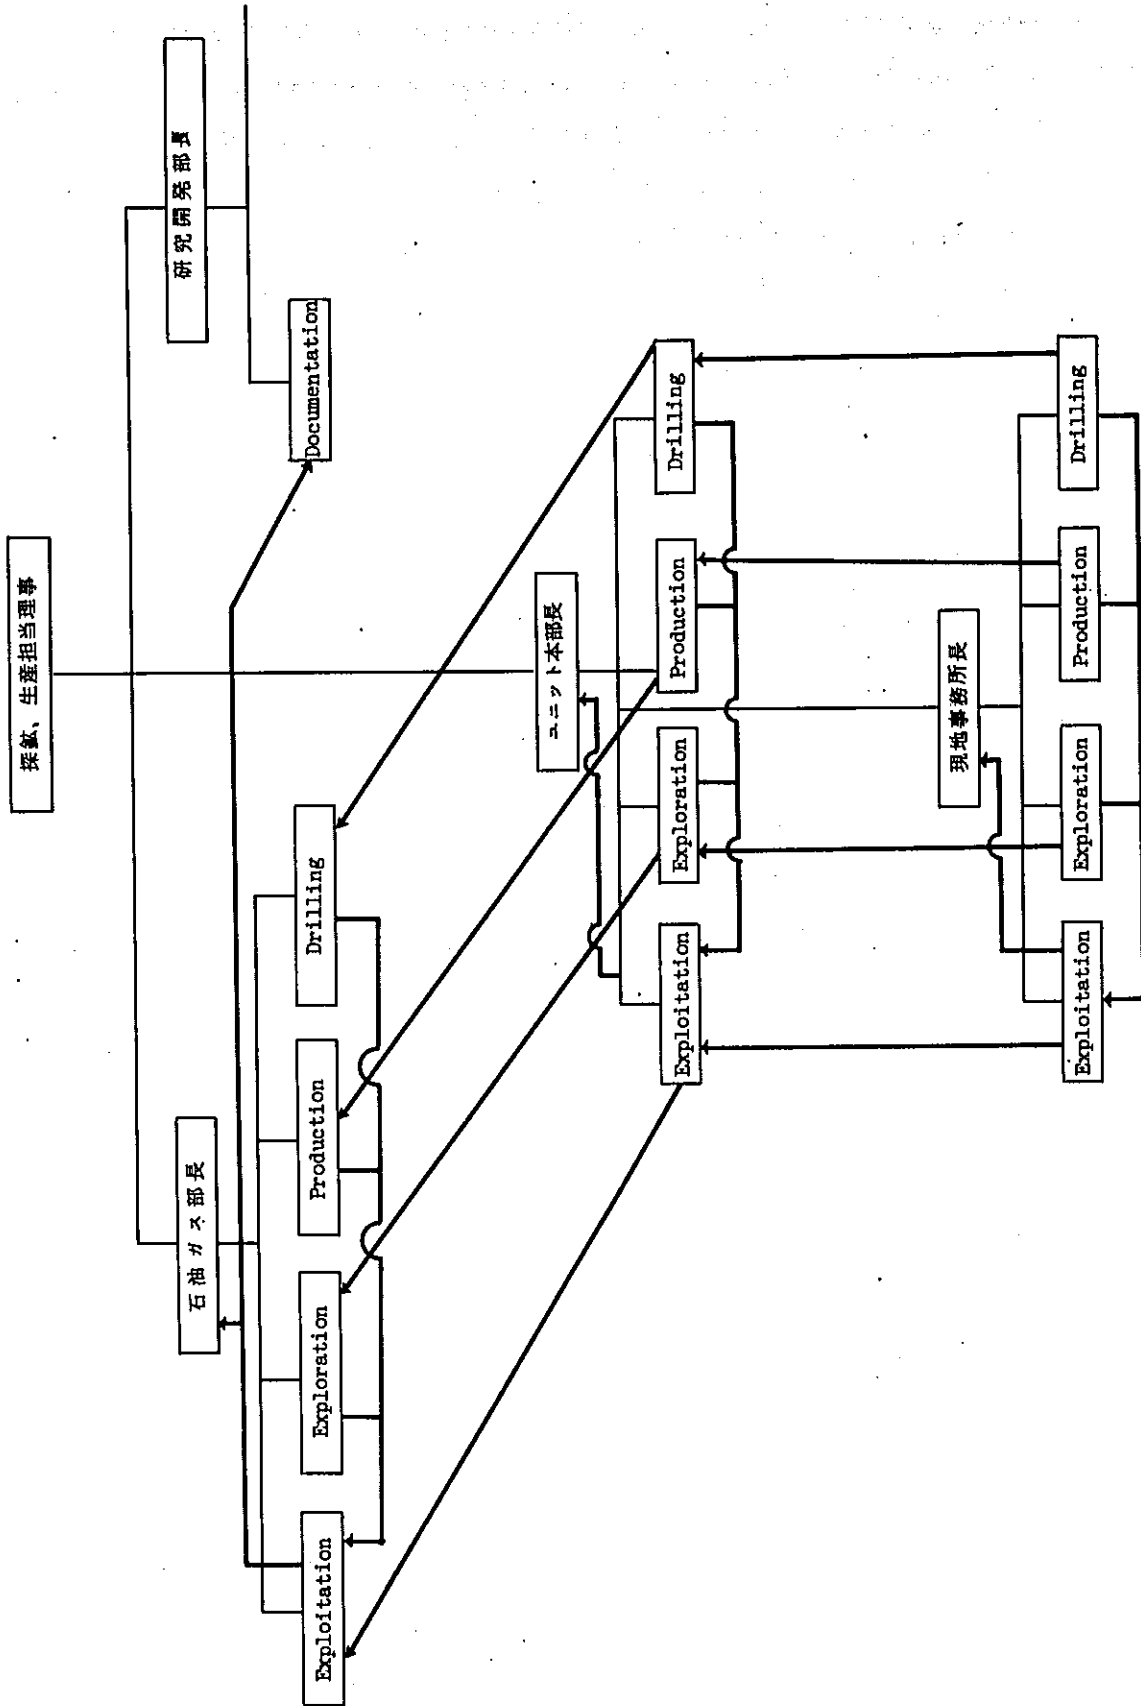 探鉱、生産担当理事
石油ガス部長
研究開発部長
Exploitation
Exploration
Production
Drilling
Documentation
ユニット本部長
Exploitation
Exploration
Production
Drilling
現地事務所長
Exploitation
Exploration
Production
Drilling